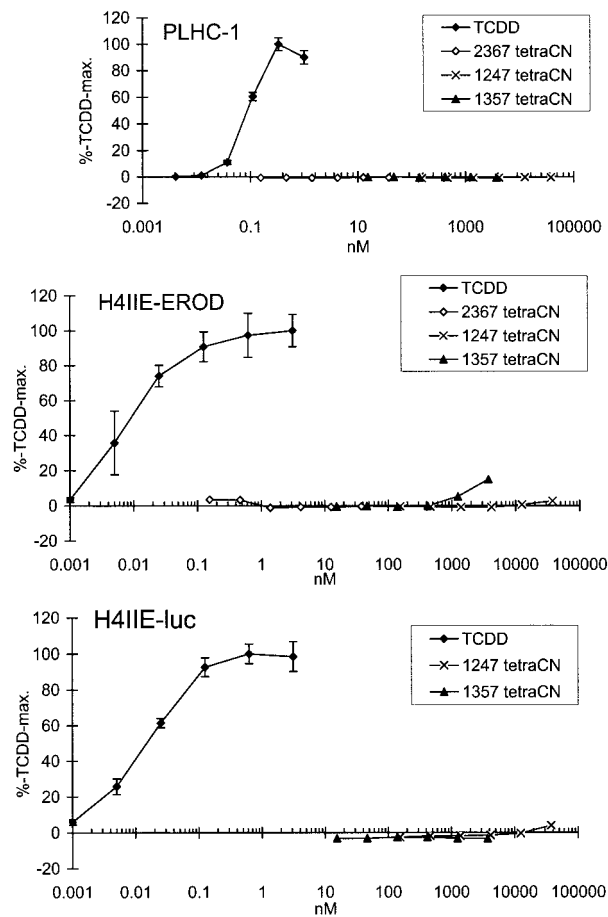 PLHC-1
TCDD
2367 tetraCN
1247 tetraCN
1357 tetraCN
%-TCDD-max.
120
100
80
60
40
20
0
-20
0.001 0.1 10 1000 100000
nM
H4IIE-EROD
TCDD
2367 tetraCN
1247 tetraCN
1357 tetraCN
%-TCDD-max.
120
100
80
60
40
20
0
-20
0.001 0.01 0.1 1 10 100 1000 10000 100000
nM
H4IIE-luc
TCDD
1247 tetraCN
1357 tetraCN
%-TCDD-max.
120
100
80
60
40
20
0
-20
0.001 0.01 0.1 1 10 100 1000 10000 100000
nM